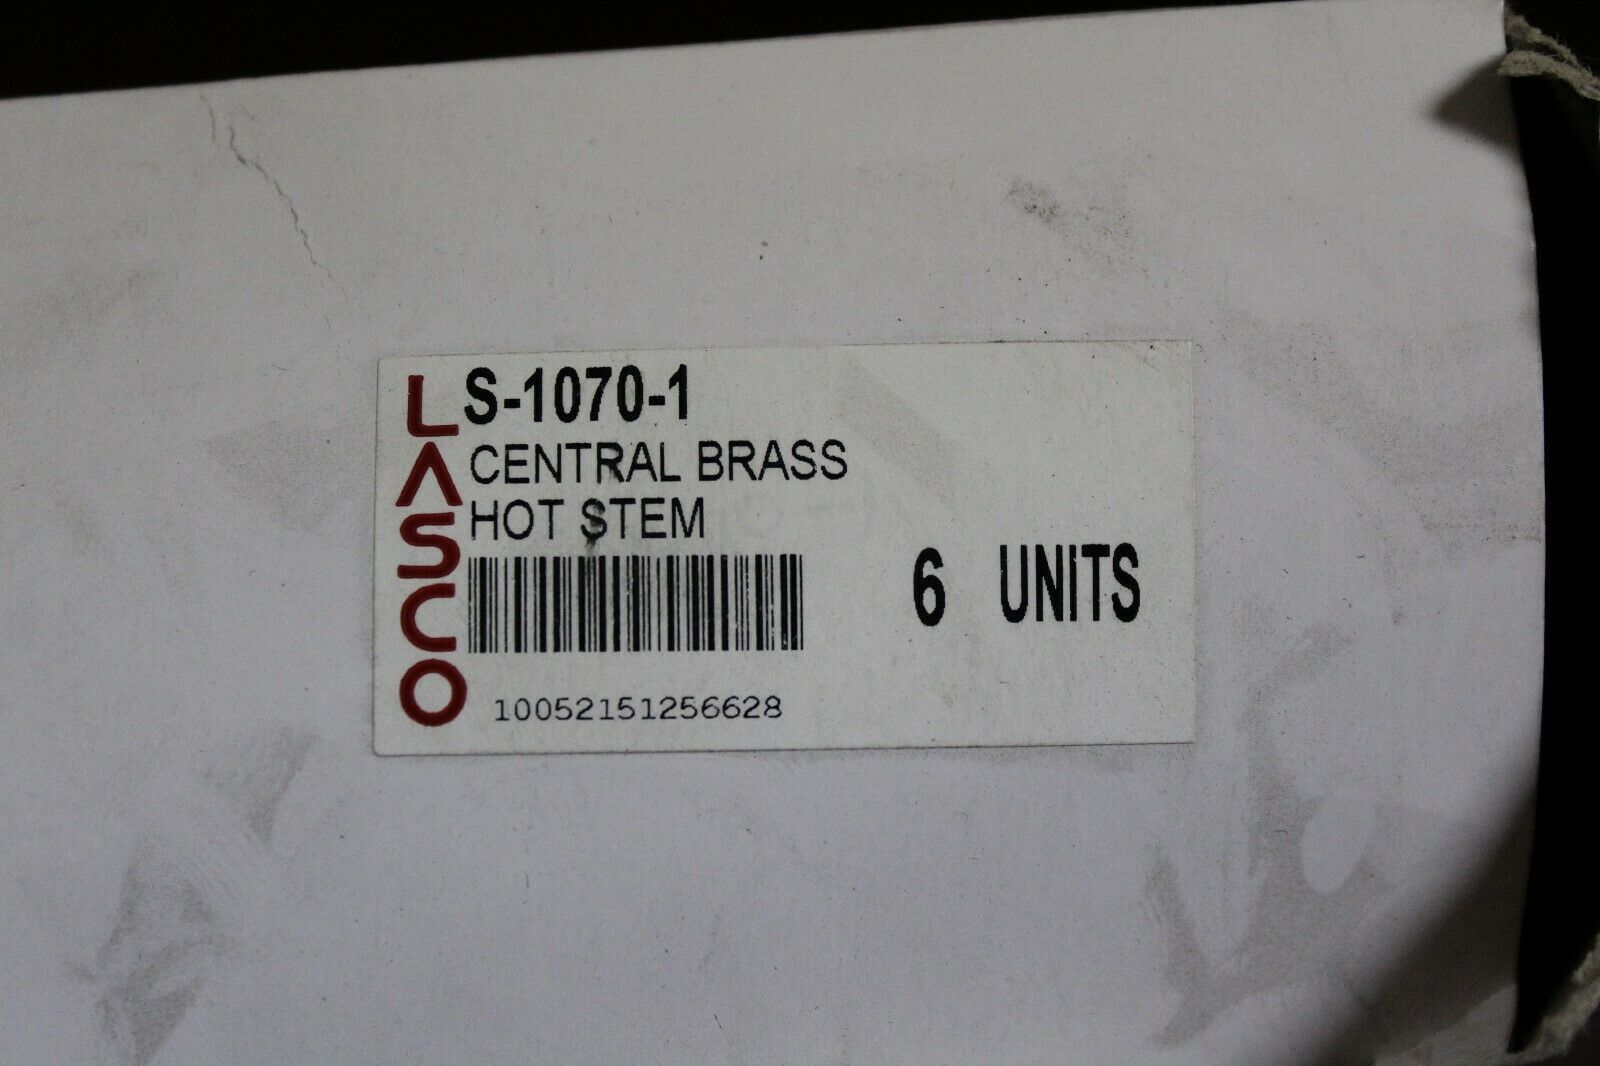 LASCO
S-1070-1
CENTRAL BRASS
HOT STEM
6 UNITS
10052151256628